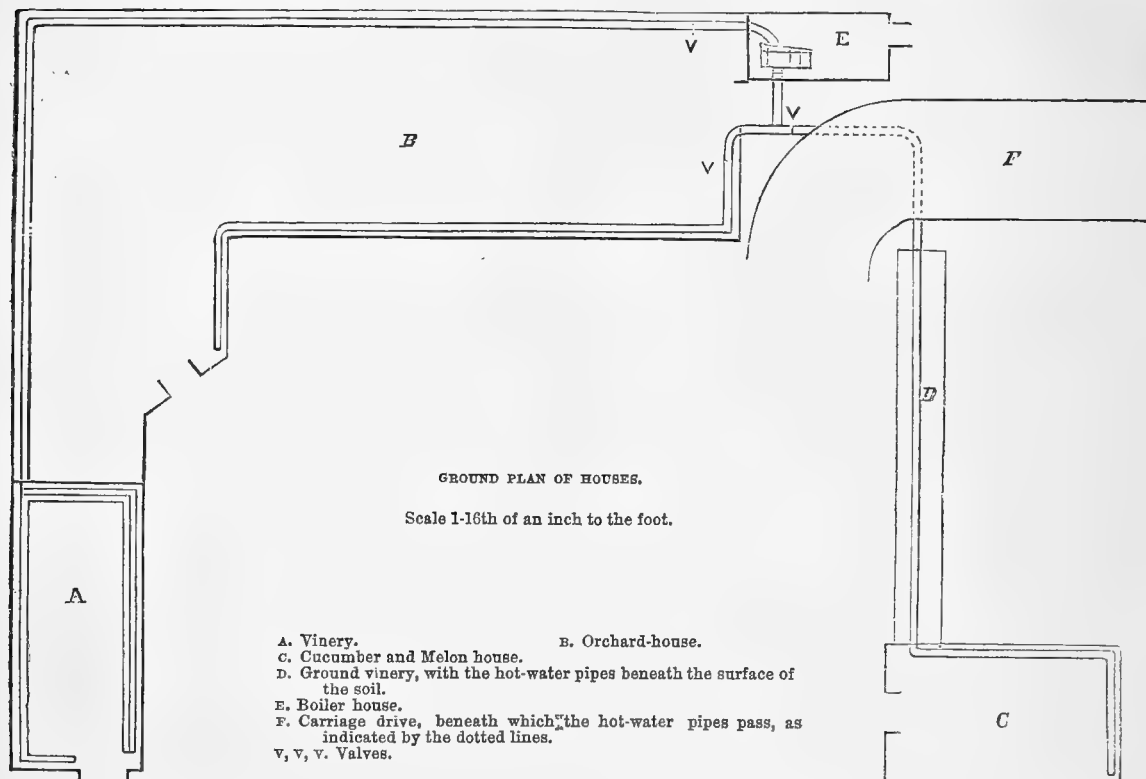 E
V
V
B
F
V
D
GROUND PLAN OF HOUSES.
Scale 1-16th of an inch to the foot.
A
A. Vinery. B. Orchard-house.
C. Cucumber and Melon house.
D. Ground vinery, with the hot-water pipes beneath the surface of
the soil.
E. Boiler house.
F. Carriage drive, beneath which the hot-water pipes pass, as
indicated by the dotted lines.
V, V, V. Valves.
C